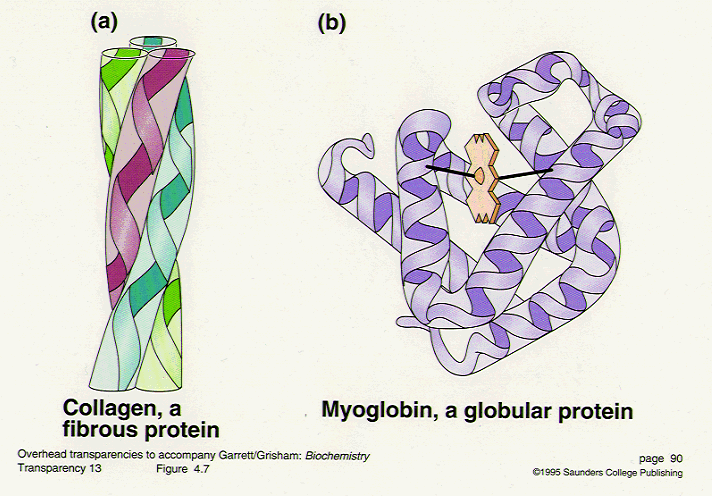 (a)
(b)
Collagen, a
fibrous protein
Myoglobin, a globular protein
Overhead transparencies to accompany Garrett/Grisham: Biochemistry
Transparency 13 Figure 4.7
page 90
©1995 Saunders College Publishing